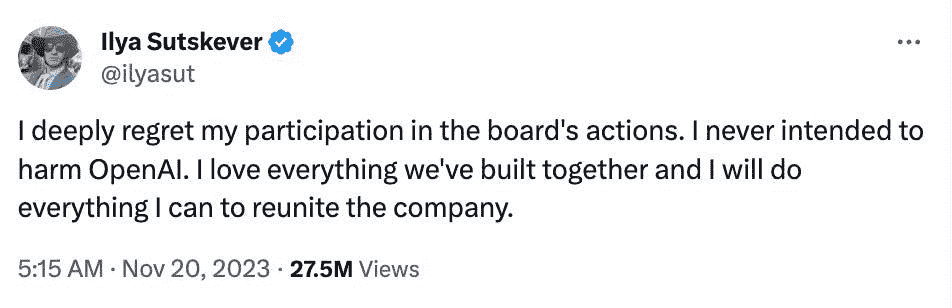 Ilya Sutskever
@ilyasut
I deeply regret my participation in the board's actions. I never intended to
harm OpenAI. I love everything we've built together and I will do
everything I can to reunite the company.
5:15 AM · Nov 20, 2023 · 27.5M Views